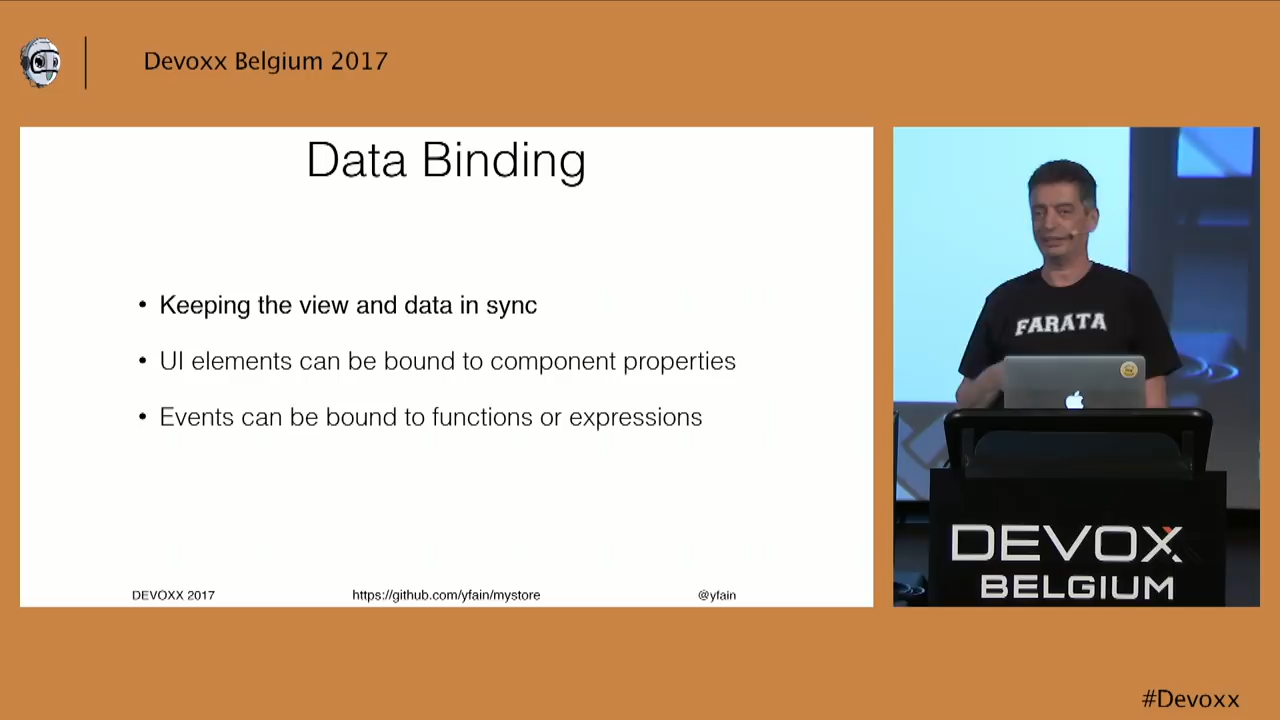 Devoxx Belgium 2017
Data Binding
• Keeping the view and data in sync
• UI elements can be bound to component properties
• Events can be bound to functions or expressions
DEVOXX 2017 https://github.com/yfain/mystore @yfain
FARATA
DEVOXX
BELGIUM
#Devoxx